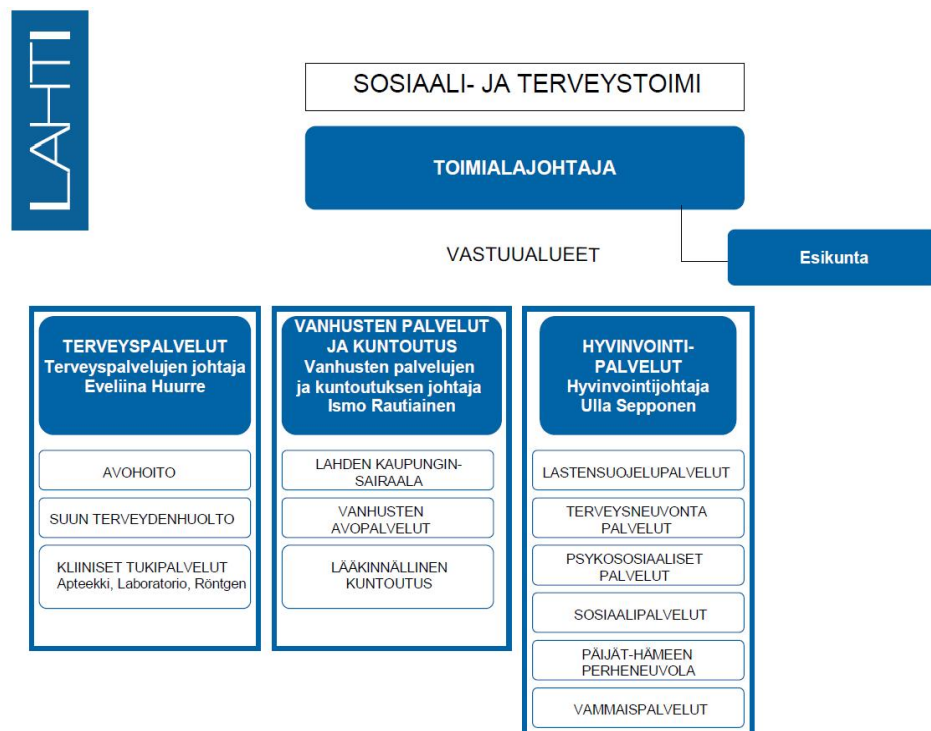 LAHTI
SOSIAALI- JA TERVEYSTOIMI
TOIMIALAJOHTAJA
VASTUUALUEET
Esikunta
TERVEYSPALVELUT
Terveyspalvelujen johtaja
Eveliina Huurre
AVOHOITO
SUUN TERVEYDENHUOLTO
KLIINISET TUKIPALVELUT
Apteekki, Laboratorio, Röntgen
VANHUSTEN PALVELUT
JA KUNTOUTUS
Vanhusten palvelujen
ja kuntoutuksen johtaja
Ismo Rautiainen
LAHDEN KAUPUNGIN-
SAIRAALA
VANHUSTEN
AVOPALVELUT
LÄÄKINNÄLLINEN
KUNTOUTUS
HYVINVOINTI-
PALVELUT
Hyvinvointijohtaja
Ulla Sepponen
LASTENSUOJELUPALVELUT
TERVEYSNEUVONTA
PALVELUT
PSYKOSOSIAALISET
PALVELUT
SOSIAALIPALVELUT
PÄIJÄT-HÄMEEN
PERHENEUVOLA
VAMMAISPALVELUT